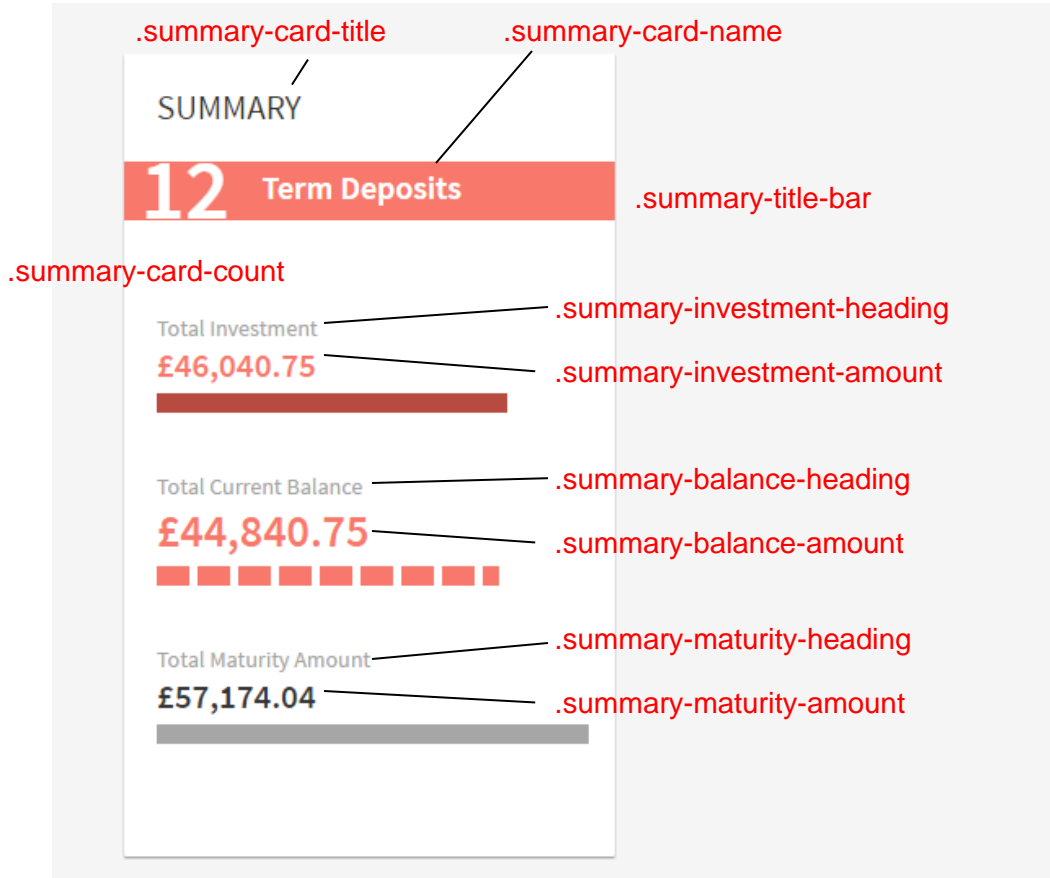 .summary-card-title
.summary-card-name
SUMMARY
12 Term Deposits
.summary-title-bar
.summary-card-count
Total Investment
.summary-investment-heading
£46,040.75
.summary-investment-amount
Total Current Balance
.summary-balance-heading
£44,840.75
.summary-balance-amount
Total Maturity Amount
.summary-maturity-heading
£57,174.04
.summary-maturity-amount